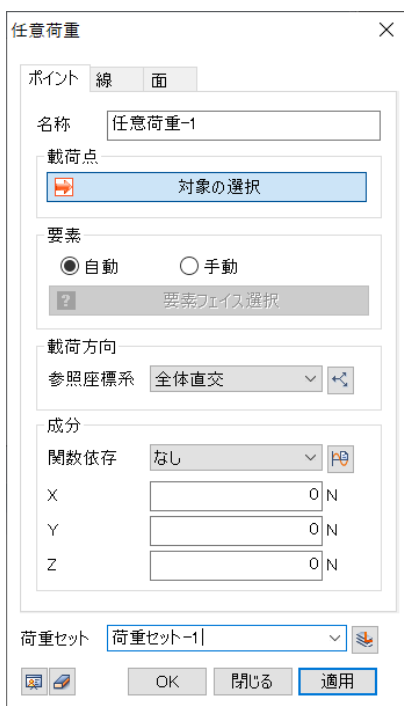 任意荷重
ポイント 線 面
名称 任意荷重-1
載荷点
対象の選択
要素
自動 手動
? 要素フェイス選択
載荷方向
参照座標系 全体直交
成分
関数依存 なし
X 0 N
Y 0 N
Z 0 N
荷重セット 荷重セット-1
OK 閉じる 適用